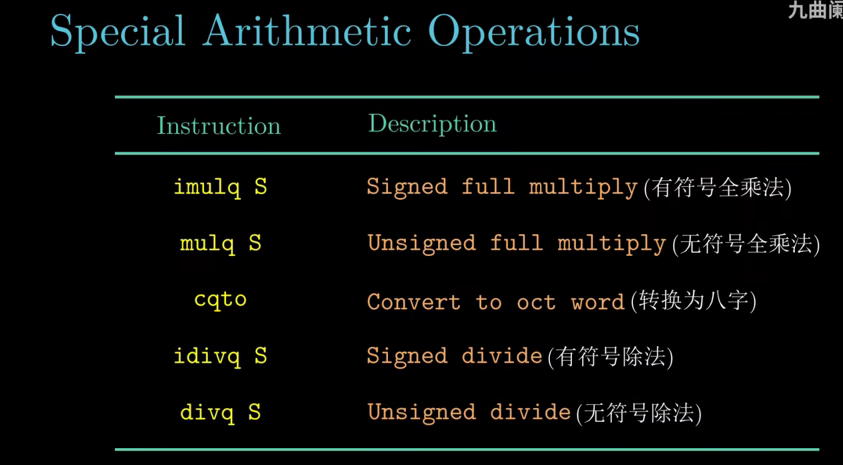 九曲阑
Special Arithmetic Operations
Instruction Description
imulq S Signed full multiply (有符号全乘法)
mulq S Unsigned full multiply (无符号全乘法)
cqto Convert to oct word (转换为八字)
idivq S Signed divide (有符号除法)
divq S Unsigned divide (无符号除法)